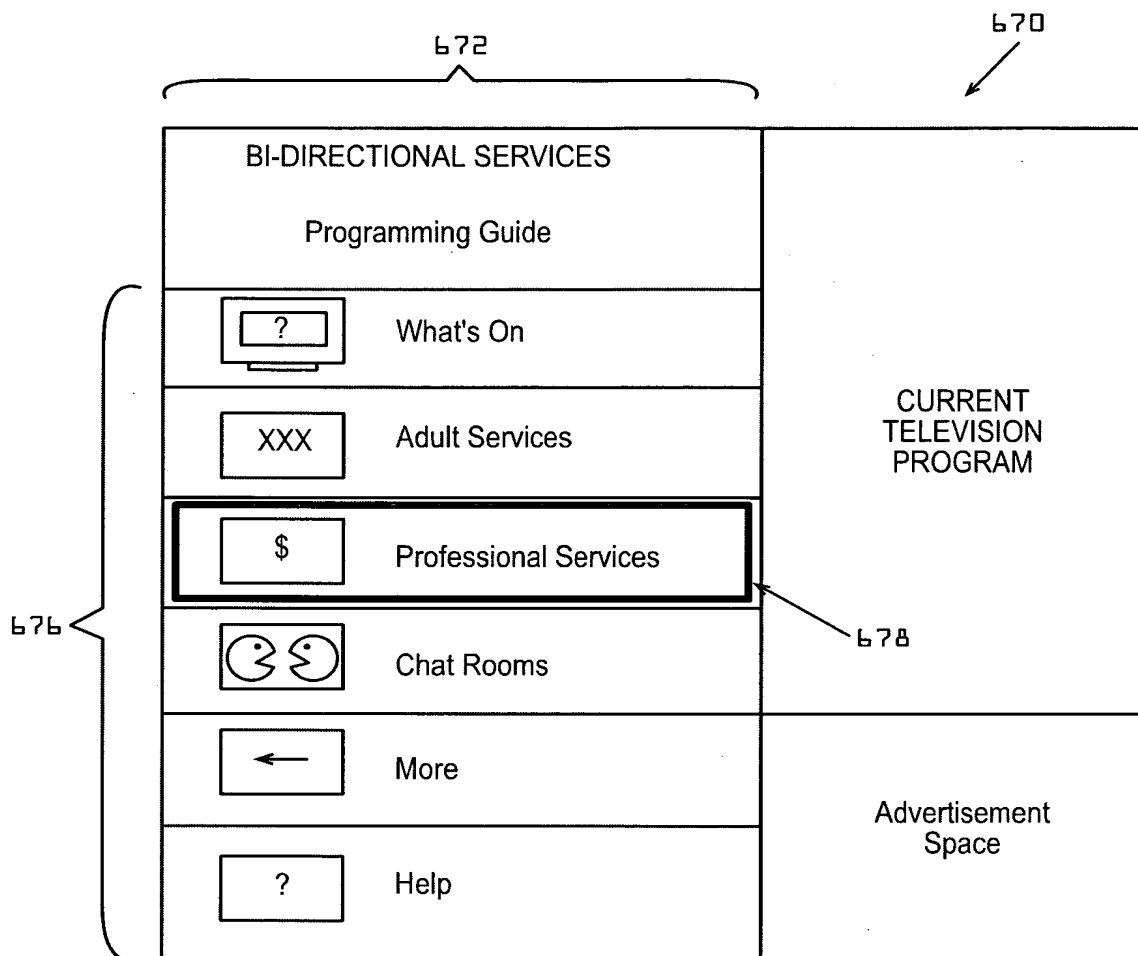 672
670
BI-DIRECTIONAL SERVICES
Programming Guide
?
What's On
XXX
Adult Services
$
Professional Services
Chat Rooms
More
?
Help
CURRENT
TELEVISION
PROGRAM
Advertisement
Space
676
678